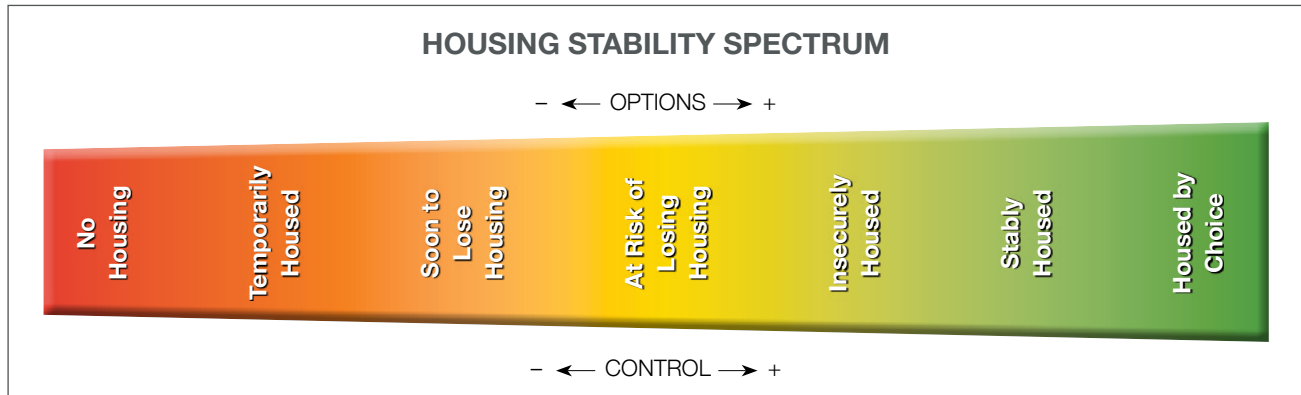 HOUSING STABILITY SPECTRUM
– ← OPTIONS → +
No
Housing
Temporarily
Housed
Soon to
Lose
Housing
At Risk of
Losing
Housing
Insecurely
Housed
Stably
Housed
Housed by
Choice
– ← CONTROL → +